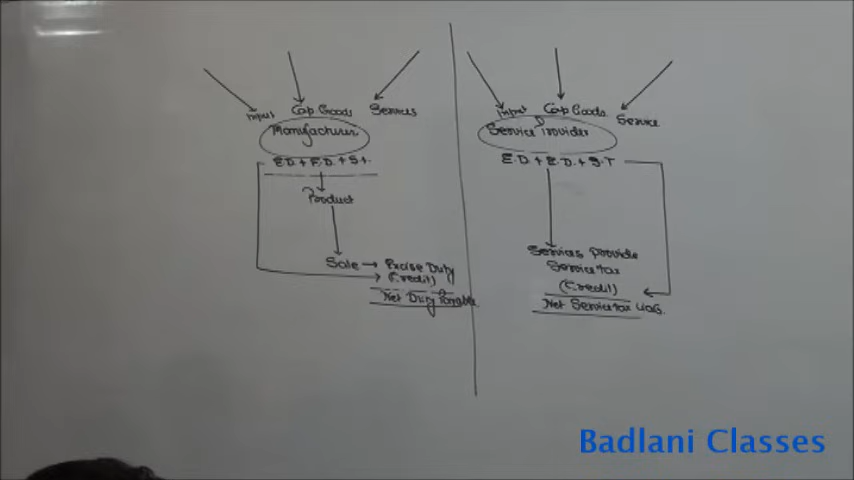 Input Cap Goods Services
Manufacturer
E.D. + E.D. + S.T.
Product
Sale → Excise Duty
(Credit)
Net Duty Payable
Input Cap Goods Service
Service Provider
E.D. + E.D. + S.T
Services Provide
Service tax
(Credit)
Net Service tax
Badlani Classes